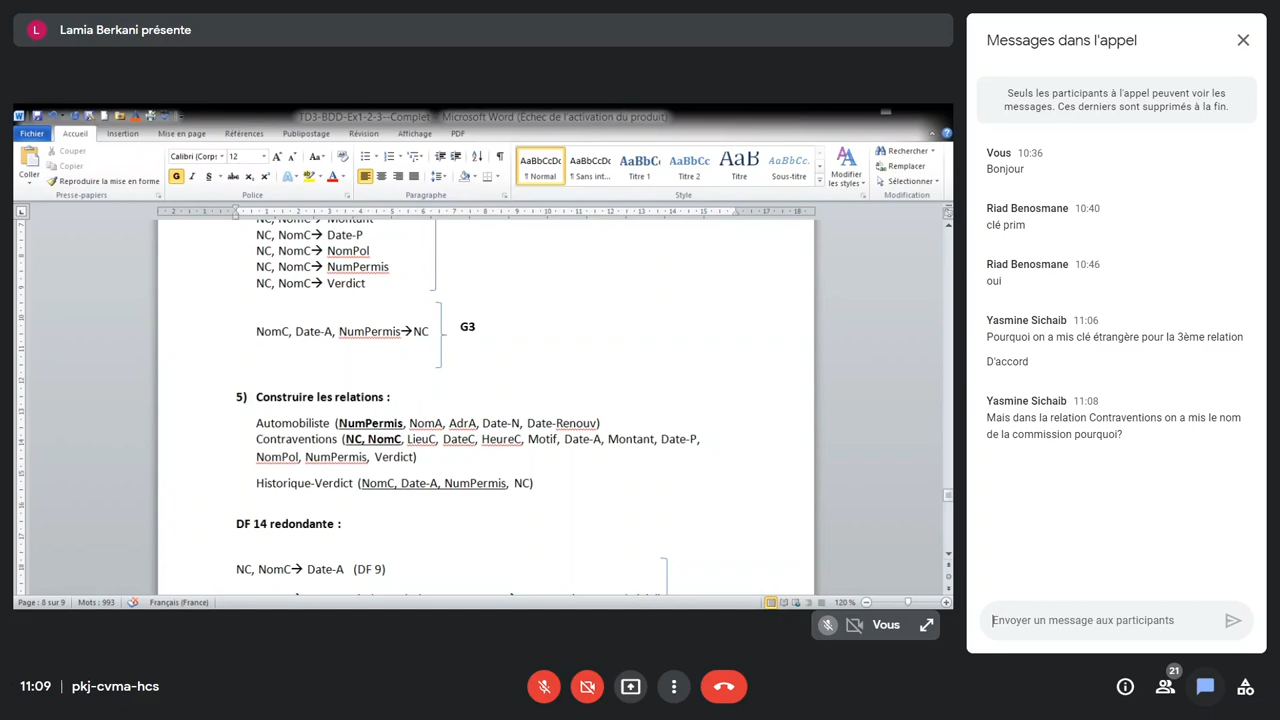 L Lamia Berkani présente
TD3-BDD-Ex1-2-3--Complet - Microsoft Word (Échec de l'activation du produit)
Fichier Accueil Insertion Mise en page Références Publipostage Révision Affichage PDF
Coller
Couper
Copier
Reproduire la mise en forme
Presse-papiers
Calibri (Corp: 12
G I S abc x₂ x²
Police
Paragraphe
AaBbCcDc AaBbCcDc AaBbC AaBbCc AaB AaBbCc.
¶ Normal ¶ Sans int... Titre 1 Titre 2 Titre Sous-titre
Style
Modifier les styles
Rechercher
Remplacer
Sélectionner
Modification
NC, NomC→ Date-P
NC, NomC→ NomPol
NC, NomC→ NumPermis
NC, NomC→ Verdict
NomC, Date-A, NumPermis→NC
G3
5) Construire les relations :
Automobiliste (NumPermis, NomA, AdrA, Date-N, Date-Renouv)
Contraventions (NC, NomC, LieuC, DateC, HeureC, Motif, Date-A, Montant, Date-P,
NomPol, NumPermis, Verdict)
Historique-Verdict (NomC, Date-A, NumPermis, NC)
DF 14 redondante :
NC, NomC→ Date-A (DF 9)
Page : 8 sur 9 Mots : 993 Français (France) 120 %
Vous
Messages dans l'appel
Seuls les participants à l'appel peuvent voir les
messages. Ces derniers sont supprimés à la fin.
Vous 10:36
Bonjour
Riad Benosmane 10:40
clé prim
Riad Benosmane 10:46
oui
Yasmine Sichaib 11:06
Pourquoi on a mis clé étrangère pour la 3ème relation
D'accord
Yasmine Sichaib 11:08
Mais dans la relation Contraventions on a mis le nom
de la commission pourquoi?
Envoyer un message aux participants
11:09 | pkj-cvma-hcs
21